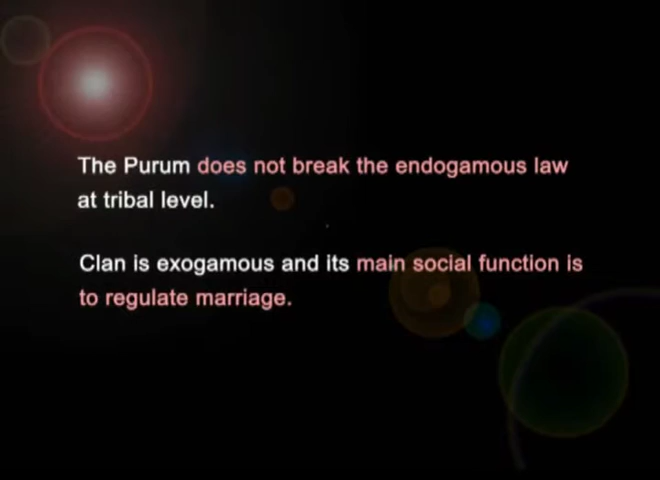 The Purum does not break the endogamous law
at tribal level.
Clan is exogamous and its main social function is
to regulate marriage.